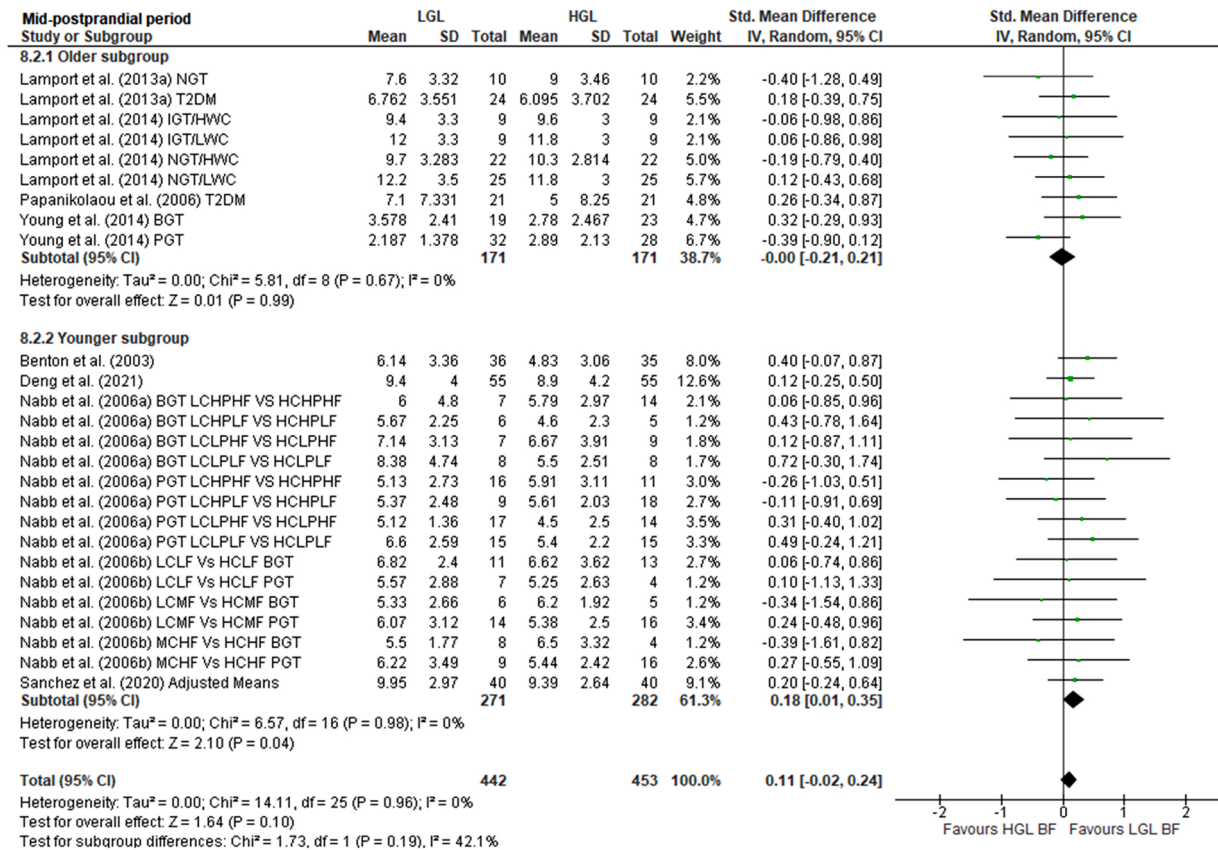 Mid-postprandial period LGL HGL Std. Mean Difference Std. Mean Difference
Study or Subgroup Mean SD Total Mean SD Total Weight IV, Random, 95% CI IV, Random, 95% CI
8.2.1 Older subgroup
Lamport et al. (2013a) NGT 7.6 3.32 10 9 3.46 10 2.2% -0.40 [-1.28, 0.49]
Lamport et al. (2013a) T2DM 6.762 3.551 24 6.095 3.702 24 5.5% 0.18 [-0.39, 0.75]
Lamport et al. (2014) IGT/HWC 9.4 3.3 9 9.6 3 9 2.1% -0.06 [-0.98, 0.86]
Lamport et al. (2014) IGT/LWC 12 3.3 9 11.8 3 9 2.1% 0.06 [-0.86, 0.98]
Lamport et al. (2014) NGT/HWC 9.7 3.283 22 10.3 2.814 22 5.0% -0.19 [-0.79, 0.40]
Lamport et al. (2014) NGT/LWC 12.2 3.5 25 11.8 3 25 5.7% 0.12 [-0.43, 0.68]
Papanikolaou et al. (2006) T2DM 7.1 7.331 21 5 8.25 21 4.8% 0.26 [-0.34, 0.87]
Young et al. (2014) BGT 3.578 2.41 19 2.78 2.467 23 4.7% 0.32 [-0.29, 0.93]
Young et al. (2014) PGT 2.187 1.378 32 2.89 2.13 28 6.7% -0.39 [-0.90, 0.12]
Subtotal (95% CI) 171 171 38.7% -0.00 [-0.21, 0.21]
Heterogeneity: Tau² = 0.00; Chi² = 5.81, df = 8 (P = 0.67); I² = 0%
Test for overall effect: Z = 0.01 (P = 0.99)
8.2.2 Younger subgroup
Benton et al. (2003) 6.14 3.36 36 4.83 3.06 35 8.0% 0.40 [-0.07, 0.87]
Deng et al. (2021) 9.4 4 55 8.9 4.2 55 12.6% 0.12 [-0.25, 0.50]
Nabb et al. (2006a) BGT LCHPHF VS HCHPHF 6 4.8 7 5.79 2.97 14 2.1% 0.06 [-0.85, 0.96]
Nabb et al. (2006a) BGT LCHPLF VS HCHPLF 5.67 2.25 6 4.6 2.3 5 1.2% 0.43 [-0.78, 1.64]
Nabb et al. (2006a) BGT LCLPHF VS HCLPHF 7.14 3.13 7 6.67 3.91 9 1.8% 0.12 [-0.87, 1.11]
Nabb et al. (2006a) BGT LCLPLF VS HCLPLF 8.38 4.74 8 5.5 2.51 8 1.7% 0.72 [-0.30, 1.74]
Nabb et al. (2006a) PGT LCHPHF VS HCHPHF 5.13 2.73 16 5.91 3.11 11 3.0% -0.26 [-1.03, 0.51]
Nabb et al. (2006a) PGT LCHPLF VS HCHPLF 5.37 2.48 9 5.61 2.03 18 2.7% -0.11 [-0.91, 0.69]
Nabb et al. (2006a) PGT LCLPHF VS HCLPHF 5.12 1.36 17 4.5 2.5 14 3.5% 0.31 [-0.40, 1.02]
Nabb et al. (2006a) PGT LCLPLF VS HCLPLF 6.6 2.59 15 5.4 2.2 15 3.3% 0.49 [-0.24, 1.21]
Nabb et al. (2006b) LCLF Vs HCLF BGT 6.82 2.4 11 6.62 3.62 13 2.7% 0.06 [-0.74, 0.86]
Nabb et al. (2006b) LCLF Vs HCLF PGT 5.57 2.88 7 5.25 2.63 4 1.2% 0.10 [-1.13, 1.33]
Nabb et al. (2006b) LCMF Vs HCMF BGT 5.33 2.66 6 6.2 1.92 5 1.2% -0.34 [-1.54, 0.86]
Nabb et al. (2006b) LCMF Vs HCMF PGT 6.07 3.12 14 5.38 2.5 16 3.4% 0.24 [-0.48, 0.96]
Nabb et al. (2006b) MCHF Vs HCHF BGT 5.5 1.77 8 6.5 3.32 4 1.2% -0.39 [-1.61, 0.82]
Nabb et al. (2006b) MCHF Vs HCHF PGT 6.22 3.49 9 5.44 2.42 16 2.6% 0.27 [-0.55, 1.09]
Sanchez et al. (2020) Adjusted Means 9.95 2.97 40 9.39 2.64 40 9.1% 0.20 [-0.24, 0.64]
Subtotal (95% CI) 271 282 61.3% 0.18 [0.01, 0.35]
Heterogeneity: Tau² = 0.00; Chi² = 6.57, df = 16 (P = 0.98); I² = 0%
Test for overall effect: Z = 2.10 (P = 0.04)
Total (95% CI) 442 453 100.0% 0.11 [-0.02, 0.24]
Heterogeneity: Tau² = 0.00; Chi² = 14.11, df = 25 (P = 0.96); I² = 0%
Test for overall effect: Z = 1.64 (P = 0.10)
Test for subgroup differences: Chi² = 1.73, df = 1 (P = 0.19), I² = 42.1%
-2 -1 0 1 2
Favours HGL BF Favours LGL BF